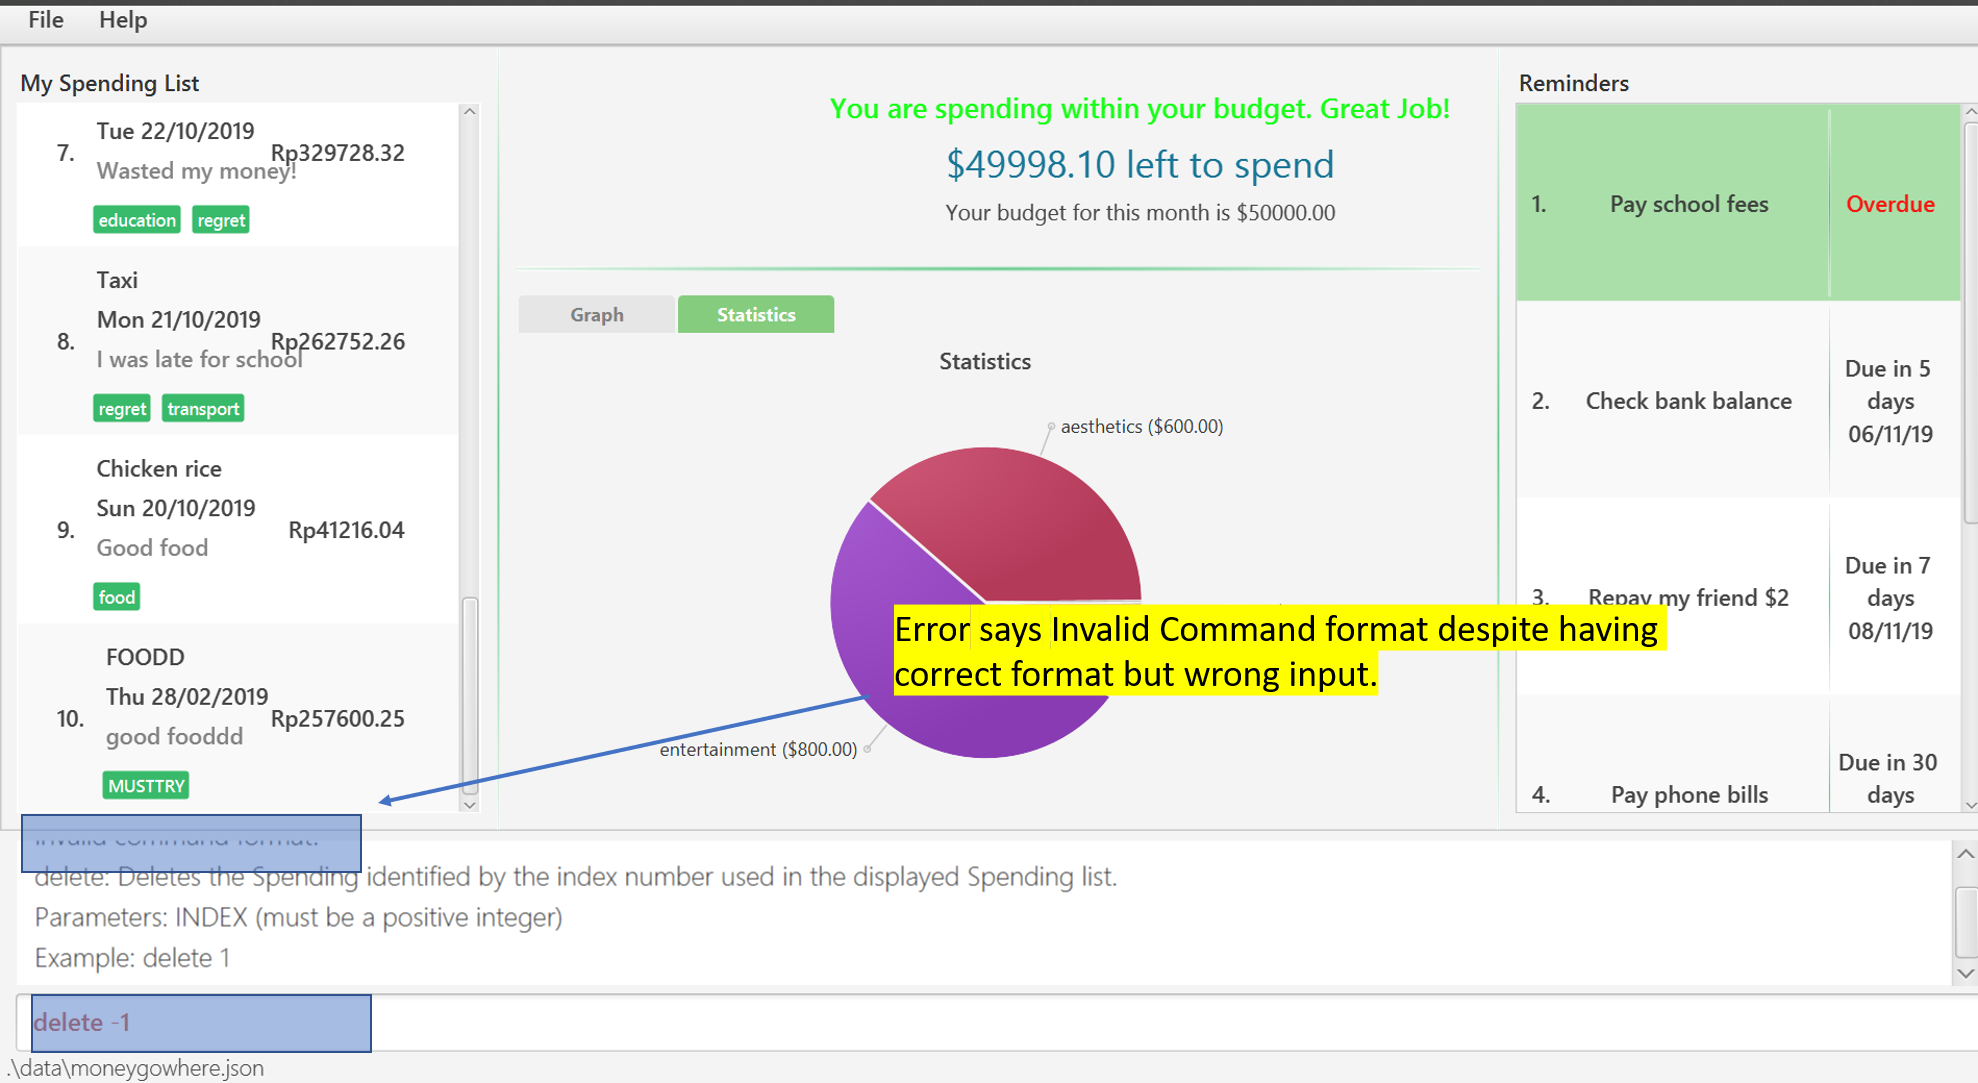 File Help
My Spending List
7.
Tue 22/10/2019
Rp329728.32
Wasted my money!
education regret
8.
Taxi
Mon 21/10/2019
Rp262752.26
I was late for school
regret transport
9.
Chicken rice
Sun 20/10/2019
Rp41216.04
Good food
food
10.
FOODD
Thu 28/02/2019
Rp257600.25
good fooddd
MUSTTRY
You are spending within your budget. Great Job!
$49998.10 left to spend
Your budget for this month is $50000.00
Graph Statistics
Statistics
aesthetics ($600.00)
entertainment ($800.00)
Error says Invalid Command format despite having
correct format but wrong input.
Reminders
1. Pay school fees Overdue
2. Check bank balance
Due in 5
days
06/11/19
3. Repay my friend $2
Due in 7
days
08/11/19
4. Pay phone bills
Due in 30
days
Invalid command format!
delete: Deletes the Spending identified by the index number used in the displayed Spending list.
Parameters: INDEX (must be a positive integer)
Example: delete 1
delete -1
.\data\moneygowhere.json